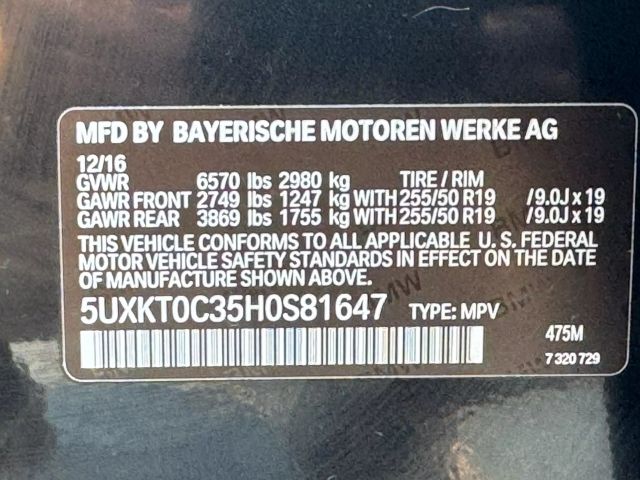 MFD BY BAYERISCHE MOTOREN WERKE AG
12/16
GVWR 6570 lbs 2980 kg TIRE / RIM
GAWR FRONT 2749 lbs 1247 kg WITH 255/50 R19 /9.0J x 19
GAWR REAR 3869 lbs 1755 kg WITH 255/50 R19 /9.0J x 19
THIS VEHICLE CONFORMS TO ALL APPLICABLE U. S. FEDERAL
MOTOR VEHICLE SAFETY STANDARDS IN EFFECT ON THE DATE
OF MANUFACTURE SHOWN ABOVE.
5UXKT0C35H0S81647 TYPE: MPV
475M
7 320 729